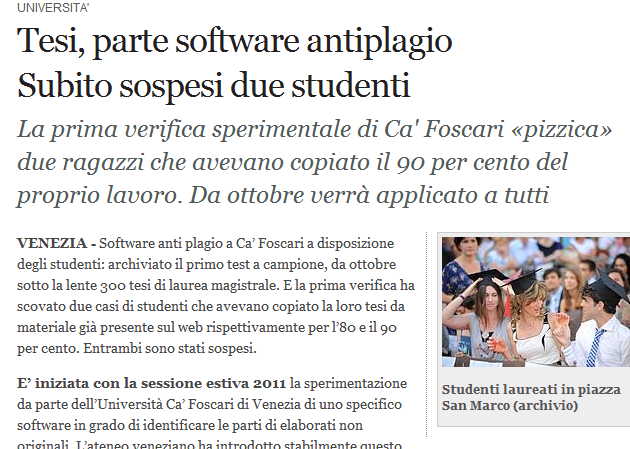 UNIVERSITA'
Tesi, parte software antiplagio
Subito sospesi due studenti
La prima verifica sperimentale di Ca' Foscari «pizzica»
due ragazzi che avevano copiato il 90 per cento del
proprio lavoro. Da ottobre verrà applicato a tutti
VENEZIA - Software anti plagio a Ca’ Foscari a disposizione
degli studenti: archiviato il primo test a campione, da ottobre
sotto la lente 300 tesi di laurea magistrale. E la prima verifica ha
scovato due casi di studenti che avevano copiato la loro tesi da
materiale già presente sul web rispettivamente per l’80 e il 90
per cento. Entrambi sono stati sospesi.
E’ iniziata con la sessione estiva 2011 la sperimentazione
da parte dell’Università Ca’ Foscari di Venezia di uno specifico
software in grado di identificare le parti di elaborati non
originali. L’ateneo veneziano ha introdotto stabilmente questo
Studenti laureati in piazza
San Marco (archivio)